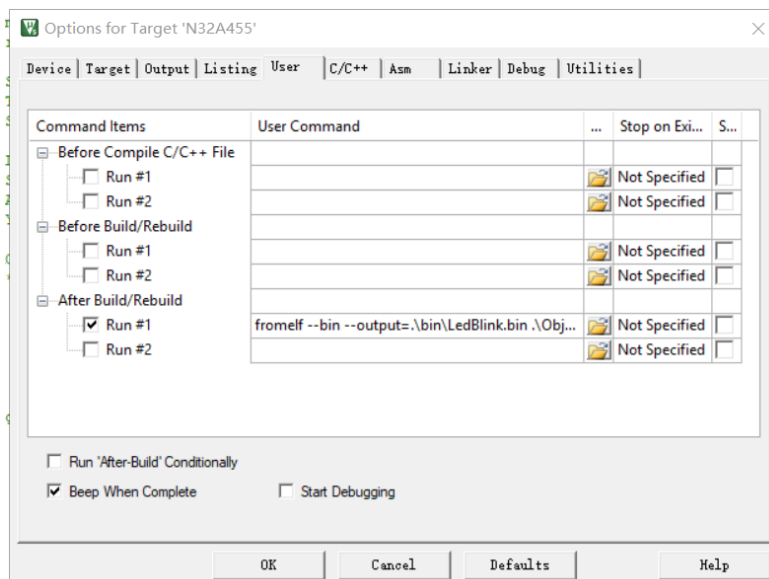 Options for Target 'N32A455'
Device Target Output Listing User C/C++ Asm Linker Debug Utilities
Command Items User Command ... Stop on Exi... S...
Before Compile C/C++ File
Run #1 Not Specified
Run #2 Not Specified
Before Build/Rebuild
Run #1 Not Specified
Run #2 Not Specified
After Build/Rebuild
Run #1 fromelf --bin --output=.\bin\LedBlink.bin .\Obj... Not Specified
Run #2 Not Specified
Run 'After-Build' Conditionally
Beep When Complete Start Debugging
OK Cancel Defaults Help